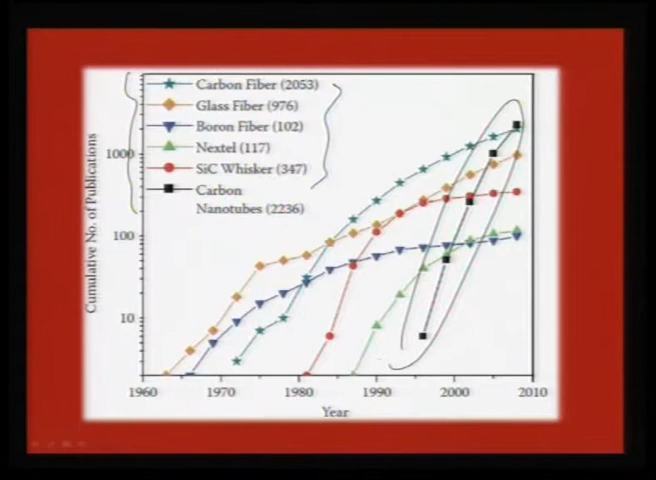 Carbon Fiber (2053)
Glass Fiber (976)
Boron Fiber (102)
Nextel (117)
SiC Whisker (347)
Carbon
Nanotubes (2236)
Cumulative No. of Publications
1000
100
10
1960 1970 1980 1990 2000 2010
Year